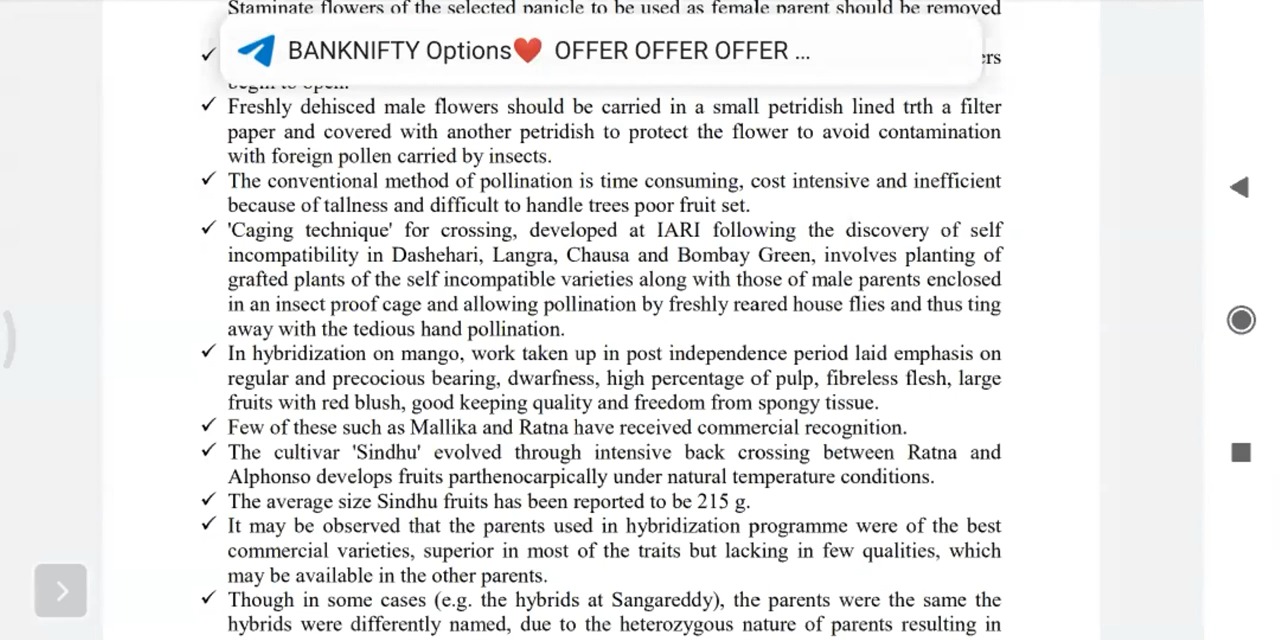 Staminate flowers of the selected panicle to be used as female parent should be removed
BANKNIFTY Options❤️ OFFER OFFER OFFER ...
✓ ers
begin to open.
✓ Freshly dehisced male flowers should be carried in a small petridish lined trth a filter
paper and covered with another petridish to protect the flower to avoid contamination
with foreign pollen carried by insects.
✓ The conventional method of pollination is time consuming, cost intensive and inefficient
because of tallness and difficult to handle trees poor fruit set.
✓ 'Caging technique' for crossing, developed at IARI following the discovery of self
incompatibility in Dashehari, Langra, Chausa and Bombay Green, involves planting of
grafted plants of the self incompatible varieties along with those of male parents enclosed
in an insect proof cage and allowing pollination by freshly reared house flies and thus ting
away with the tedious hand pollination.
✓ In hybridization on mango, work taken up in post independence period laid emphasis on
regular and precocious bearing, dwarfness, high percentage of pulp, fibreless flesh, large
fruits with red blush, good keeping quality and freedom from spongy tissue.
✓ Few of these such as Mallika and Ratna have received commercial recognition.
✓ The cultivar 'Sindhu' evolved through intensive back crossing between Ratna and
Alphonso develops fruits parthenocarpically under natural temperature conditions.
✓ The average size Sindhu fruits has been reported to be 215 g.
✓ It may be observed that the parents used in hybridization programme were of the best
commercial varieties, superior in most of the traits but lacking in few qualities, which
may be available in the other parents.
✓ Though in some cases (e.g. the hybrids at Sangareddy), the parents were the same the
hybrids were differently named, due to the heterozygous nature of parents resulting in